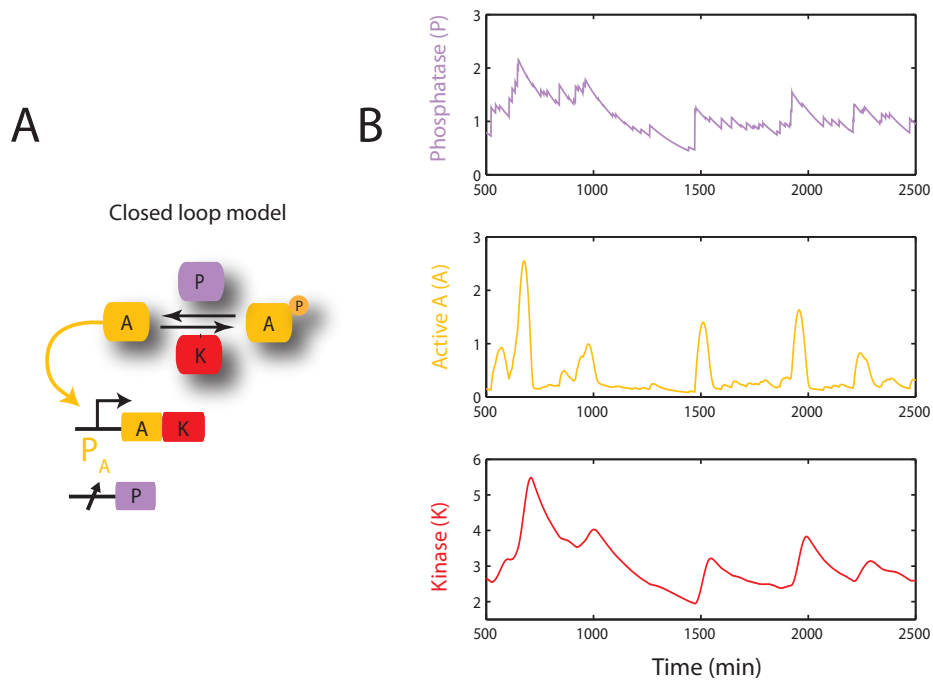 A
B
Closed loop model
P
A
A
P
K
P
A
A
K
P
Phosphatase (P)
3
2
1
0
500
1000
1500
2000
2500
Active A (A)
3
2
1
0
500
1000
1500
2000
2500
Kinase (K)
6
5
4
3
2
500
1000
1500
2000
2500
Time (min)